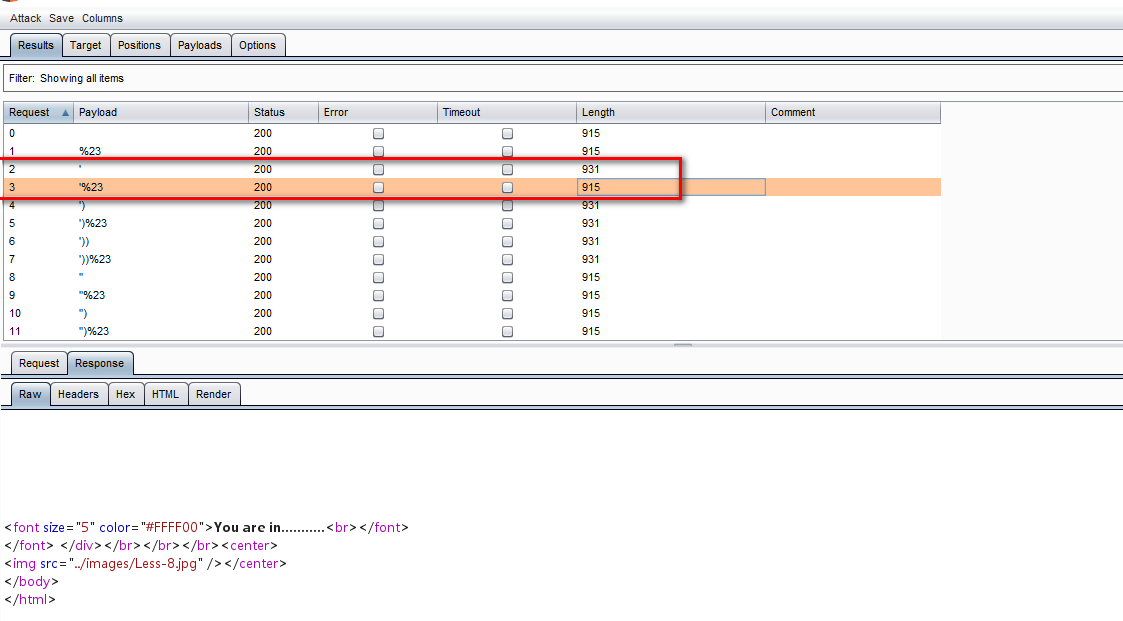 Attack Save Columns
Results Target Positions Payloads Options
Filter: Showing all items
Request Payload Status Error Timeout Length Comment
0 200 915
1 %23 200 915
2 ' 200 931
3 '%23 200 915
4 ') 200 931
5 ')%23 200 931
6 ')) 200 931
7 '))%23 200 931
8 " 200 915
9 "%23 200 915
10 ") 200 915
11 ")%23 200 915
Request Response
Raw Headers Hex HTML Render
<font size="5" color="#FFFF00">You are in...........<br></font>
</font> </div></br></br></br><center>
<img src="../images/Less-8.jpg" /></center>
</body>
</html>